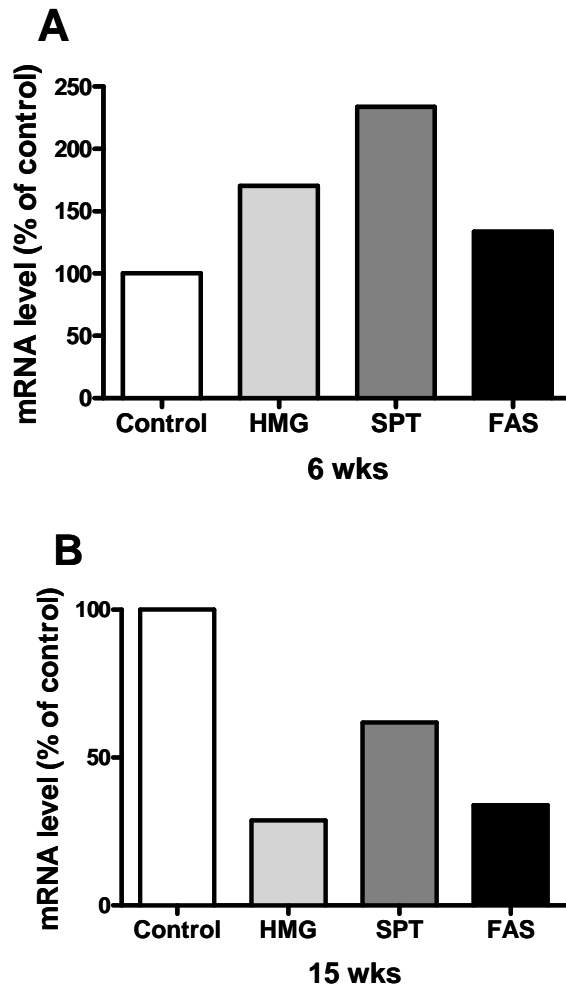 A
mRNA level (% of control)
250
200
150
100
50
0
Control HMG SPT FAS
6 wks
B
mRNA level (% of control)
100
50
0
Control HMG SPT FAS
15 wks